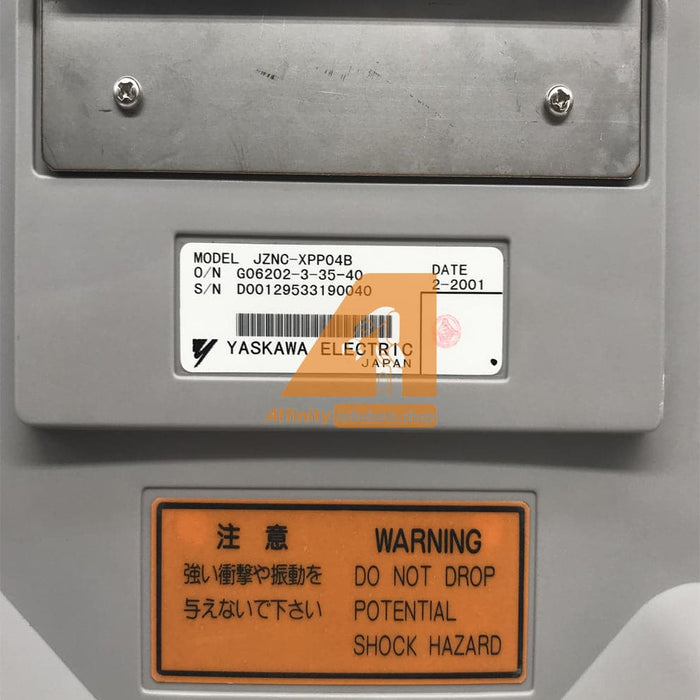 MODEL JZNC-XPP04B
O/N G06202-3-35-40
S/N D00129533190040
DATE
2-2001
YASKAWA ELECTRIC
JAPAN
A
4ffinity
注意
強い衝撃や振動を
与えないで下さい
WARNING
DO NOT DROP
POTENTIAL
SHOCK HAZARD